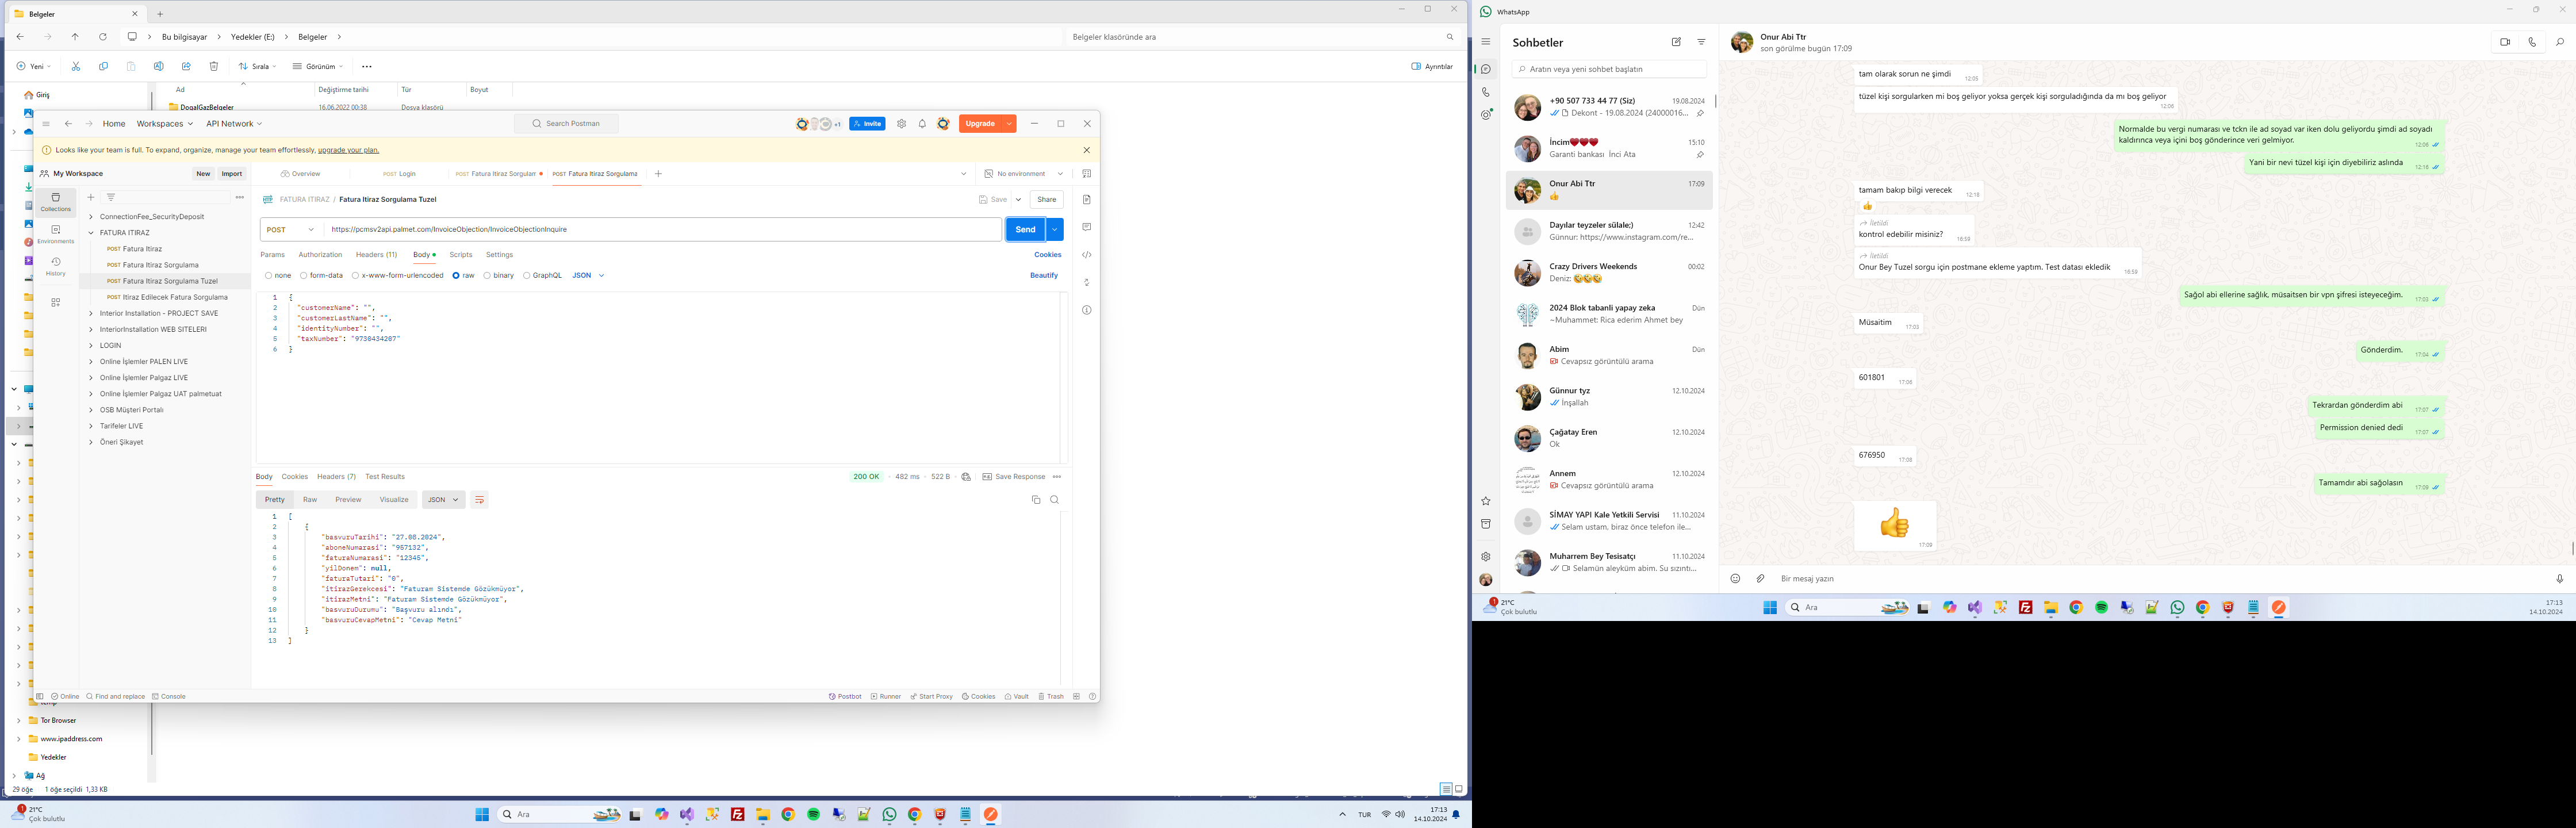 Belgeler
Bu bilgisayar
Yedekler (E:)
Belgeler
Belgeler klasöründe ara
Yeni
Sırala
Görünüm
Ayrıntılar
Giriş
Ad
Değiştirme tarihi
Tür
Boyut
DogalGazBelgeler
16.06.2022 00:38
Dosya klasörü
Home
Workspaces
API Network
Search Postman
+1
Invite
Upgrade
Looks like your team is full. To expand, organize, manage your team effortlessly, upgrade your plan.
My Workspace
New
Import
Overview
POST Login
POST Fatura Itiraz Sorgulan
POST Fatura Itiraz Sorgulama
No environment
Collections
Environments
History
ConnectionFee_SecurityDeposit
FATURA ITIRAZ
POST Fatura Itiraz
POST Fatura Itiraz Sorgulama
POST Fatura Itiraz Sorgulama Tuzel
POST Itiraz Edilecek Fatura Sorgulama
Interior Installation - PROJECT SAVE
InteriorInstallation WEB SITELERI
LOGIN
Online İşlemler PALEN LIVE
Online İşlemler Palgaz LIVE
Online İşlemler Palgaz UAT palmetuat
OSB Müşteri Portalı
Tarifeler LIVE
Öneri Şikayet
FATURA ITIRAZ / Fatura Itiraz Sorgulama Tuzel
Save
Share
POST
https://pcmsv2api.palmet.com/InvoiceObjection/InvoiceObjectionInquire
Send
Params
Authorization
Headers (11)
Body
Scripts
Settings
Cookies
none
form-data
x-www-form-urlencoded
raw
binary
GraphQL
JSON
Beautify
1 {
2 "customerName": "",
3 "customerLastName": "",
4 "identityNumber": "",
5 "taxNumber": "9738434207"
6 }
Body
Cookies
Headers (7)
Test Results
200 OK
482 ms
522 B
Save Response
Pretty
Raw
Preview
Visualize
JSON
1 [
2 {
3 "basvuruTarihi": "27.08.2024",
4 "aboneNumarasi": "957132",
5 "faturaNumarasi": "12345",
6 "yilDonem": null,
7 "faturaTutari": "0",
8 "itirazGerekcesi": "Faturam Sistemde Gözükmüyor",
9 "itirazMetni": "Faturam Sistemde Gözükmüyor",
10 "basvuruDurumu": "Başvuru alındı",
11 "basvuruCevapMetni": "Cevap Metni"
12 }
13 ]
Online
Find and replace
Console
Postbot
Runner
Start Proxy
Cookies
Vault
Trash
Tor Browser
www.ipaddress.com
Yedekler
Ağ
29 öğe
1 öğe seçildi 1,33 KB
1
21°C
Çok bulutlu
Ara
TUR
17:13
14.10.2024
WhatsApp
Sohbetler
Aratın veya yeni sohbet başlatın
+90 507 733 44 77 (Siz)
19.08.2024
Dekont - 19.08.2024 (24000016...
İncim
15:10
Garanti bankası İnci Ata
Onur Abi Ttr
17:09
Dayılar teyzeler sülale:)
12:42
Günnur: https://www.instagram.com/re...
Crazy Drivers Weekends
00:02
Deniz:
2024 Blok tabanli yapay zeka
Dün
~Muhammet: Rica ederim Ahmet bey
Abim
Dün
Cevapsız görüntülü arama
Günnur tyz
12.10.2024
İnşallah
Çağatay Eren
12.10.2024
Ok
Annem
12.10.2024
Cevapsız görüntülü arama
SİMAY YAPI Kale Yetkili Servisi
11.10.2024
Selam ustam, biraz önce telefon ile...
Muharrem Bey Tesisatçı
11.10.2024
Selamün aleyküm abim. Su sızıntı...
Onur Abi Ttr
son görülme bugün 17:09
tam olarak sorun ne şimdi
12:05
tüzel kişi sorgularken mi boş geliyor yoksa gerçek kişi sorguladığında da mı boş geliyor
12:06
Normalde bu vergi numarası ve tckn ile ad soyad var iken dolu geliyordu şimdi ad soyadı
kaldırınca veya içini boş gönderince veri gelmiyor.
12:08
Yani bir nevi tüzel kişi için diyebiliriz aslında
12:16
tamam bakıp bilgi verecek
12:18
İletildi
kontrol edebilir misiniz?
16:59
İletildi
Onur Bey Tuzel sorgu için postmane ekleme yaptım. Test datası ekledik
16:59
Sağol abi ellerine sağlık, müsaitsen bir vpn şifresi isteyeceğim.
17:03
Müsaitim
17:03
Gönderdim.
17:04
601801
17:06
Tekrardan gönderdim abi
17:07
Permission denied dedi
17:07
676950
17:08
Tamamdır abi sağolasın
17:09
17:09
Bir mesaj yazın
1
21°C
Çok bulutlu
Ara
17:13
14.10.2024